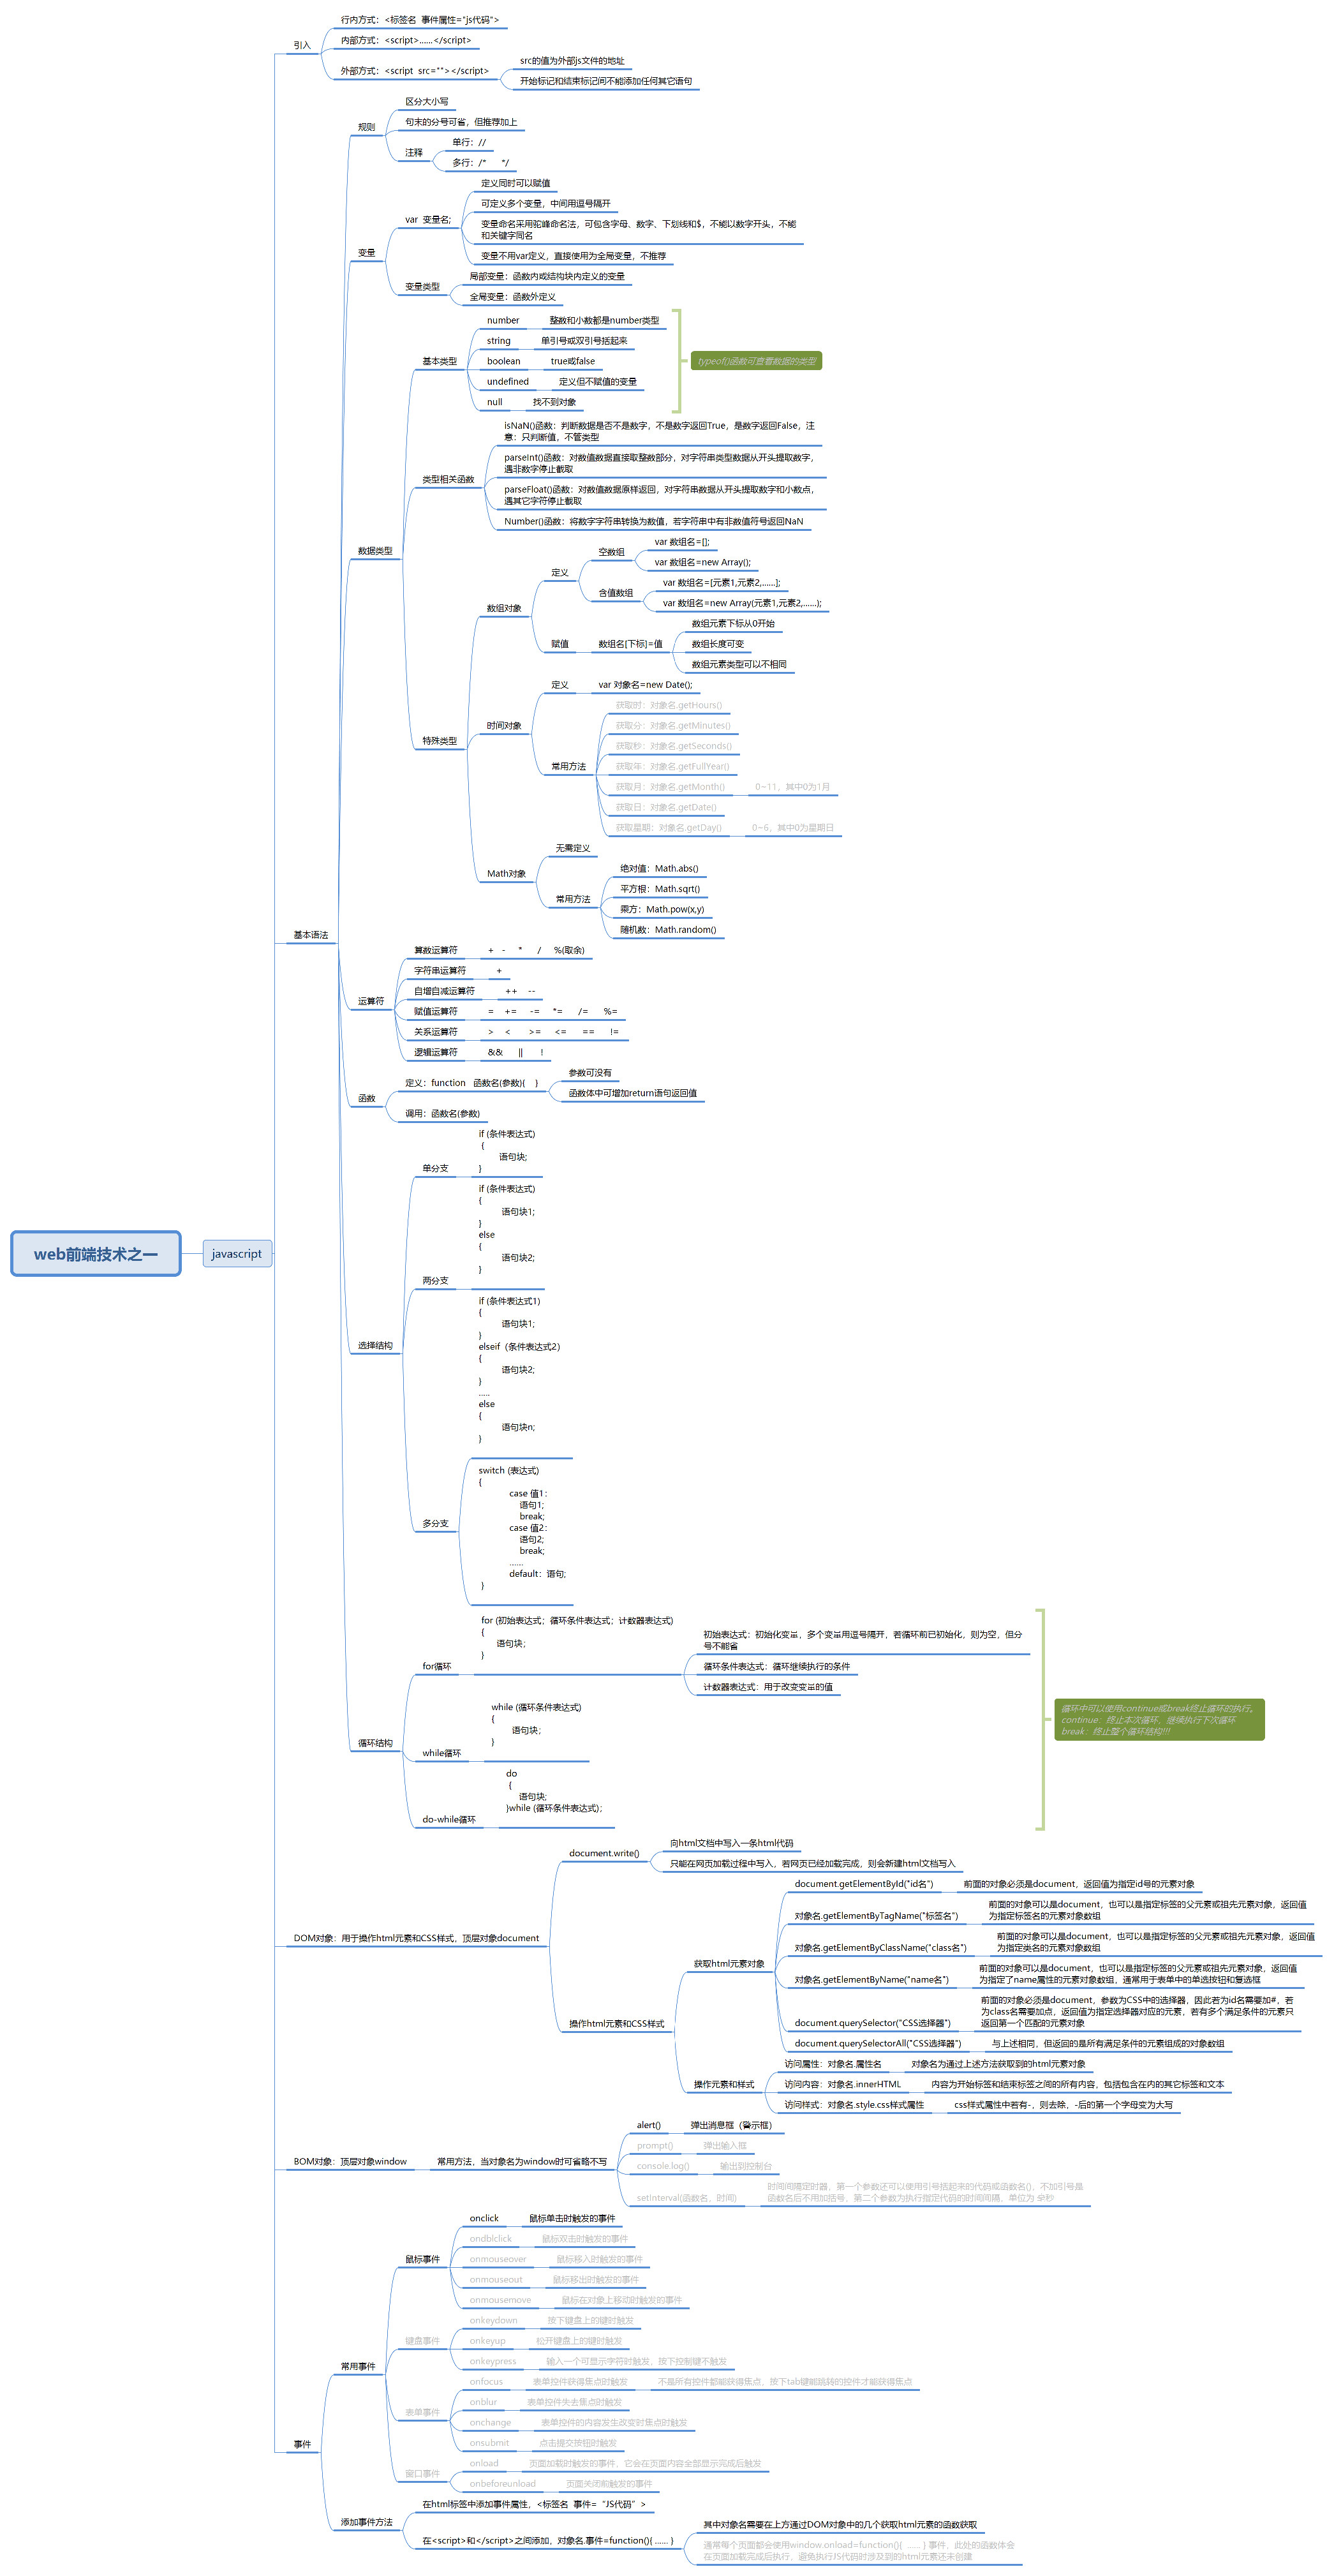 web前端技术之一
javascript
引入
行内方式：<标签名  事件属性="js代码">
内部方式：<script>......</script>
外部方式：<script  src=""></script>
src的值为外部js文件的地址
开始标记和结束标记间不能添加任何其它语句
基本语法
规则
区分大小写
句末的分号可省，但推荐加上
注释
单行：//
多行：/*      */
变量
var  变量名;
定义同时可以赋值
可定义多个变量，中间用逗号隔开
变量命名采用驼峰命名法，可包含字母、数字、下划线和$，不能以数字开头，不能
和关键字同名
变量不用var定义，直接使用为全局变量，不推荐
变量类型
局部变量：函数内或结构块内定义的变量
全局变量：函数外定义
数据类型
基本类型
number
整数和小数都是number类型
string
单引号或双引号括起来
boolean
true或false
undefined
定义但不赋值的变量
null
找不到对象
typeof()函数可查看数据的类型
类型相关函数
isNaN()函数：判断数据是否不是数字，不是数字返回True，是数字返回False，注
意：只判断值，不管类型
parseInt()函数：对数值数据直接取整数部分，对字符串类型数据从开头提取数字，
遇非数字停止截取
parseFloat()函数：对数值数据原样返回，对字符串数据从开头提取数字和小数点，
遇其它字符停止截取
Number()函数：将数字字符串转换为数值，若字符串中有非数值符号返回NaN
特殊类型
数组对象
定义
空数组
var 数组名=[];
var 数组名=new Array();
含值数组
var 数组名=[元素1,元素2,......];
var 数组名=new Array(元素1,元素2,......);
赋值
数组名[下标]=值
数组元素下标从0开始
数组长度可变
数组元素类型可以不相同
时间对象
定义
var 对象名=new Date();
常用方法
获取时：对象名.getHours()
获取分：对象名.getMinutes()
获取秒：对象名.getSeconds()
获取年：对象名.getFullYear()
获取月：对象名.getMonth()
0~11，其中0为1月
获取日：对象名.getDate()
获取星期：对象名.getDay()
0~6，其中0为星期日
Math对象
无需定义
常用方法
绝对值：Math.abs()
平方根：Math.sqrt()
乘方：Math.pow(x,y)
随机数：Math.random()
运算符
算数运算符
+   -    *    /    %(取余)
字符串运算符
+
自增自减运算符
++    --
赋值运算符
=    +=    -=    *=    /=    %=
关系运算符
>    <    >=    <=    ==    !=
逻辑运算符
&&    ||    !
函数
定义：function   函数名(参数){    }
参数可没有
函数体中可增加return语句返回值
调用：函数名(参数)
选择结构
单分支
if (条件表达式)
{
语句块;
}
两分支
if (条件表达式)
{
语句块1;
}
else
{
语句块2;
}
多分支
if (条件表达式1)
{
语句块1;
}
elseif（条件表达式2）
{
语句块2;
}
.....
else
{
语句块n;
}
switch (表达式)
{
case 值1：
语句1;
break;
case 值2：
语句2;
break;
......
default：语句;
}
循环结构
for循环
for (初始表达式；循环条件表达式；计数器表达式)
{
语句块；
}
初始表达式：初始化变量，多个变量用逗号隔开，若循环前已初始化，则为空，但分
号不能省
循环条件表达式：循环继续执行的条件
计数器表达式：用于改变变量的值
while循环
while (循环条件表达式)
{
语句块；
}
do-while循环
do
{
语句块;
}while (循环条件表达式)；
循环中可以使用continue或break终止循环的执行。
continue：终止本次循环，继续执行下次循环
break：终止整个循环结构!!!
DOM对象：用于操作html元素和CSS样式，顶层对象document
document.write()
向html文档中写入一条html代码
只能在网页加载过程中写入，若网页已经加载完成，则会新建html文档写入
操作html元素和CSS样式
获取html元素对象
document.getElementById("id名")
前面的对象必须是document，返回值为指定id号的元素对象
对象名.getElementByTagName("标签名")
前面的对象可以是document，也可以是指定标签的父元素或祖先元素对象，返回值
为指定标签名的元素对象数组
对象名.getElementByClassName("class名")
前面的对象可以是document，也可以是指定标签的父元素或祖先元素对象，返回值
为指定类名的元素对象数组
对象名.getElementByName("name名")
前面的对象可以是document，也可以是指定标签的父元素或祖先元素对象，返回值
为指定了name属性的元素对象数组，通常用于表单中的单选按钮和复选框
document.querySelector("CSS选择器")
前面的对象必须是document，参数为CSS中的选择器，因此若为id名需要加#，若
为class名需要加点，返回值为指定选择器对应的元素，若有多个满足条件的元素只
返回第一个匹配的元素对象
document.querySelectorAll("CSS选择器")
与上述相同，但返回的是所有满足条件的元素组成的对象数组
操作元素和样式
访问属性：对象名.属性名
对象名为通过上述方法获取到的html元素对象
访问内容：对象名.innerHTML
内容为开始标签和结束标签之间的所有内容，包括包含在内的其它标签和文本
访问样式：对象名.style.css样式属性
css样式属性中若有-，则去除，-后的第一个字母变为大写
BOM对象：顶层对象window
常用方法，当对象名为window时可省略不写
alert()
弹出消息框（警示框）
prompt()
弹出输入框
console.log()
输出到控制台
setInterval(函数名，时间)
时间间隔定时器，第一个参数还可以使用引号括起来的代码或函数名()，不加引号是
函数名后不用加括号，第二个参数为执行指定代码的时间间隔，单位为 毫秒
事件
常用事件
鼠标事件
onclick
鼠标单击时触发的事件
ondblclick
鼠标双击时触发的事件
onmouseover
鼠标移入时触发的事件
onmouseout
鼠标移出时触发的事件
onmousemove
鼠标在对象上移动时触发的事件
键盘事件
onkeydown
按下键盘上的键时触发
onkeyup
松开键盘上的键时触发
onkeypress
输入一个可显示字符时触发，按下控制键不触发
表单事件
onfocus
表单控件获得焦点时触发
不是所有控件都能获得焦点，按下tab键能跳转的控件才能获得焦点
onblur
表单控件失去焦点时触发
onchange
表单控件的内容发生改变时焦点时触发
onsubmit
点击提交按钮时触发
窗口事件
onload
页面加载时触发的事件，它会在页面内容全部显示完成后触发
onbeforeunload
页面关闭前触发的事件
添加事件方法
在html标签中添加事件属性，<标签名  事件=“JS代码”>
在<script>和</script>之间添加，对象名.事件=function(){ ...... }
其中对象名需要在上方通过DOM对象中的几个获取html元素的函数获取
通常每个页面都会使用window.onload=function(){  ..... } 事件，此处的函数体会
在页面加载完成后执行，避免执行JS代码时涉及到的html元素还未创建